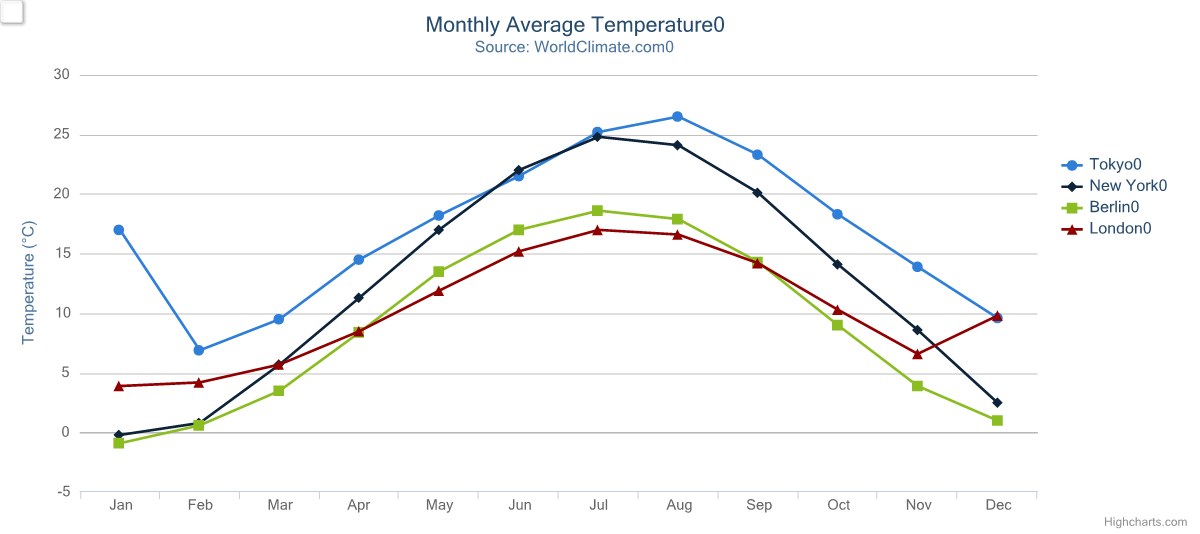 Monthly Average Temperature0
Source: WorldClimate.com0
Temperature (°C)
30
25
20
15
10
5
0
-5
Jan Feb Mar Apr May Jun Jul Aug Sep Oct Nov Dec
Tokyo0
New York0
Berlin0
London0
Highcharts.com